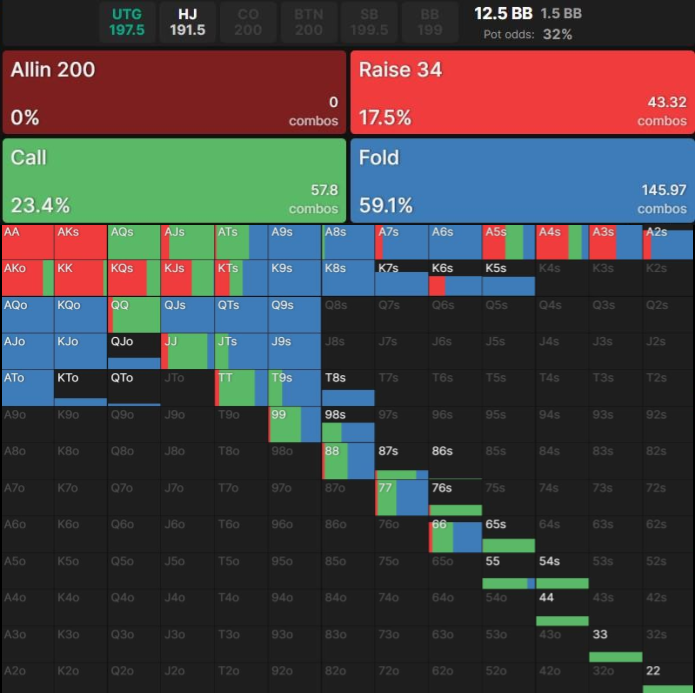 UTG HJ CO BTN SB BB 12.5 BB 1.5 BB
197.5 191.5 200 200 199.5 199 Pot odds: 32%
Allin 200 Raise 34
0 43.32
0% combos 17.5% combos
Call Fold
57.8 145.97
23.4% combos 59.1% combos
AA AKs AQs AJs ATs A9s A8s A7s A6s A5s A4s A3s A2s
AKo KK KQs KJs KTs K9s K8s K7s K6s K5s K4s K3s K2s
AQo KQo QQ QJs QTs Q9s Q8s Q7s Q6s Q5s Q4s Q3s Q2s
AJo KJo QJo JJ JTs J9s J8s J7s J6s J5s J4s J3s J2s
ATo KTo QTo JTo TT T9s T8s T7s T6s T5s T4s T3s T2s
A9o K9o Q9o J9o T9o 99 98s 97s 96s 95s 94s 93s 92s
A8o K8o Q8o J8o T8o 98o 88 87s 86s 85s 84s 83s 82s
A7o K7o Q7o J7o T7o 97o 87o 77 76s 75s 74s 73s 72s
A6o K6o Q6o J6o T6o 96o 86o 76o 66 65s 64s 63s 62s
A5o K5o Q5o J5o T5o 95o 85o 75o 65o 55 54s 53s 52s
A4o K4o Q4o J4o T4o 94o 84o 74o 64o 54o 44 43s 42s
A3o K3o Q3o J3o T3o 93o 83o 73o 63o 53o 43o 33 32s
A2o K2o Q2o J2o T2o 92o 82o 72o 62o 52o 42o 32o 22